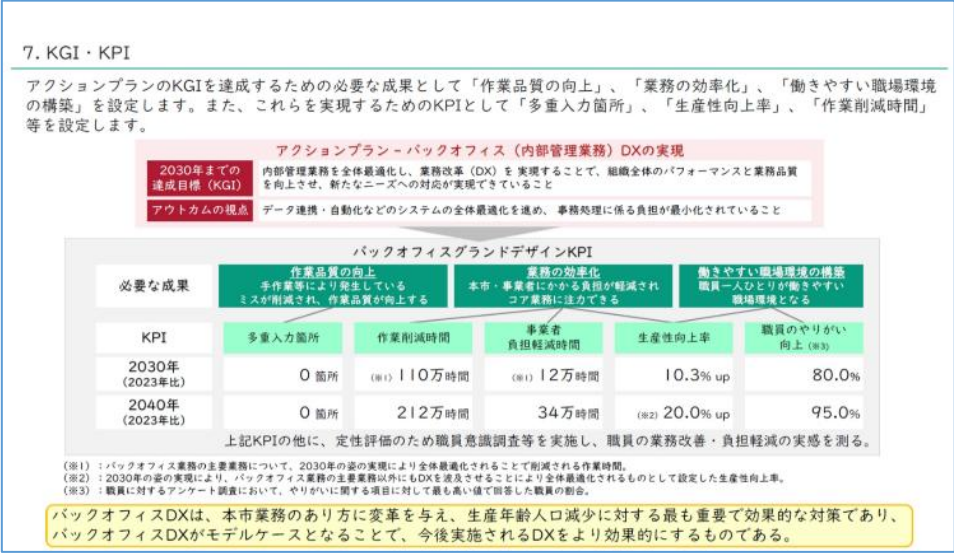 7. KGI・KPI
アクションプランのKGIを達成するための必要な成果として「作業品質の向上」、「業務の効率化」、「働きやすい職場環境
の構築」を設定します。また、これらを実現するためのKPIとして「多重入力箇所」、「生産性向上率」、「作業削減時間」
等を設定します。
アクションプラン – バックオフィス（内部管理業務）DXの実現
2030年までの
達成目標（KGI）
内部管理業務を全体最適化し、業務改革（DX）を 実現することで、組織全体のパフォーマンスと業務品質
を向上させ、新たなニーズへの対応が実現できていること
アウトカムの視点
データ連携・自動化などのシステムの全体最適化を進め、 事務処理に係る負担が最小化されていること
バックオフィスグランドデザインKPI
必要な成果
作業品質の向上
手作業等により発生している
ミスが削減され、作業品質が向上する
業務の効率化
本市・事業者にかかる負担が軽減され
コア業務に注力できる
働きやすい職場環境の構築
職員一人ひとりが働きやすい
職場環境となる
KPI
多重入力箇所
作業削減時間
事業者
負担軽減時間
生産性向上率
職員のやりがい
向上（※3）
2030年
（2023年比）
0 箇所
（※1）110万時間
（※1）12万時間
10.3% up
80.0%
2040年
（2023年比）
0 箇所
212万時間
34万時間
（※2）20.0% up
95.0%
上記KPIの他に、定性評価のため職員意識調査等を実施し、職員の業務改善・負担軽減の実感を測る。
（※1）：バックオフィス業務の主要業務について、2030年の姿の実現により全体最適化されることで削減される作業時間。
（※2）：2030年の姿の実現により、バックオフィス業務の主要業務以外にもDXを波及させることにより全体最適化されるものとして設定した生産性向上率。
（※3）：職員に対するアンケート調査において、やりがいに関する項目に対して最も高い値で回答した職員の割合。
バックオフィスDXは、本市業務のあり方に変革を与え、生産年齢人口減少に対する最も重要で効果的な対策であり、
バックオフィスDXがモデルケースとなることで、今後実施されるDXをより効果的にするものである。